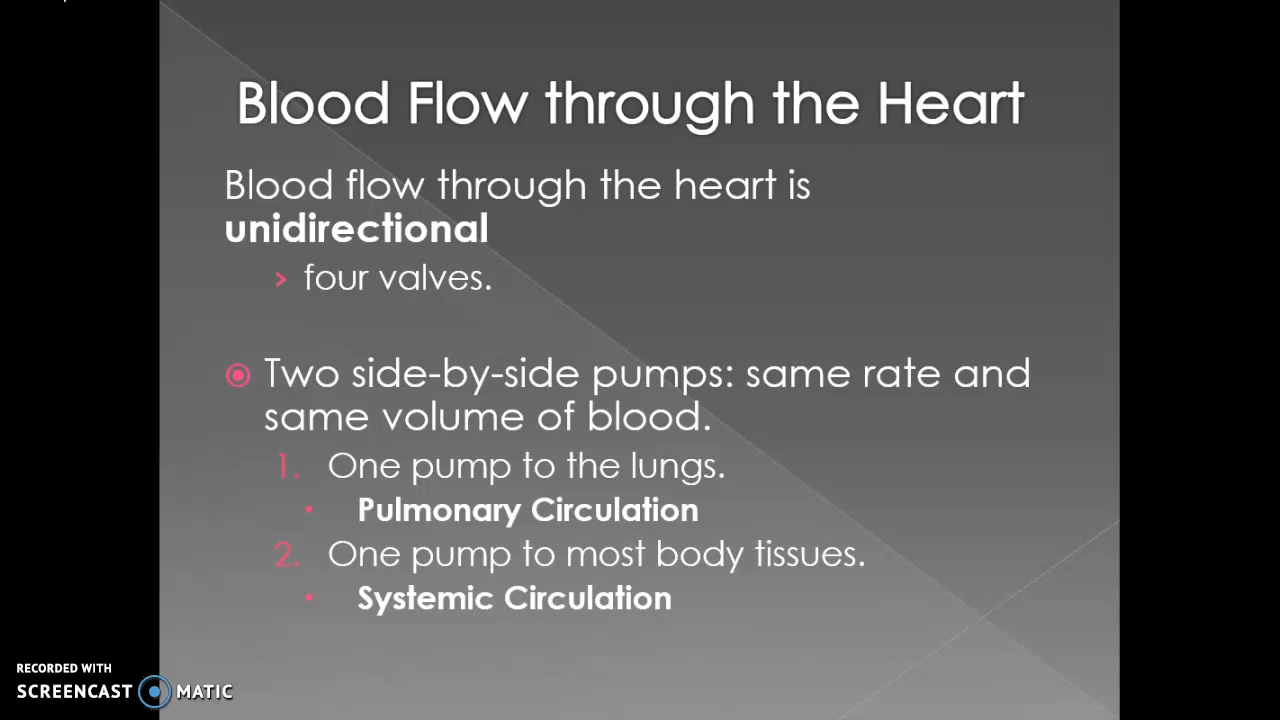 Blood Flow through the Heart
Blood flow through the heart is
unidirectional
› four valves.
Two side-by-side pumps: same rate and
same volume of blood.
1. One pump to the lungs.
▪ Pulmonary Circulation
2. One pump to most body tissues.
▪ Systemic Circulation
RECORDED WITH
SCREENCAST MATIC